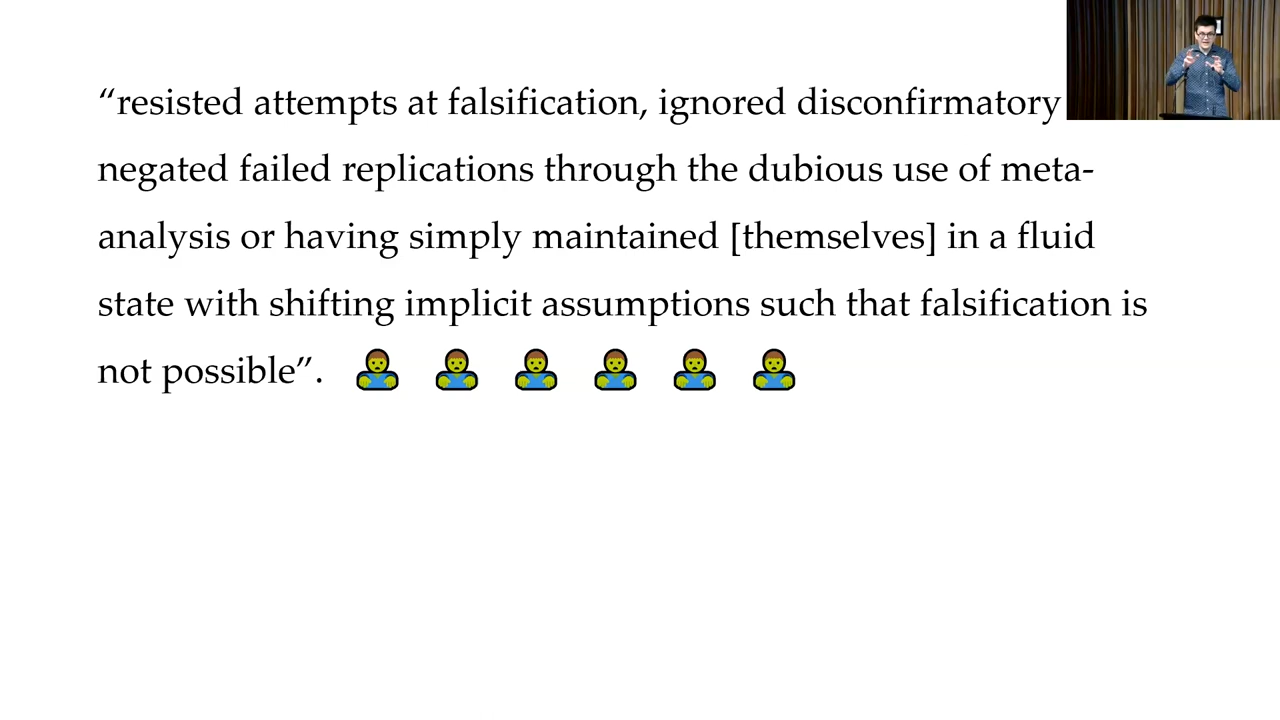 “resisted attempts at falsification, ignored disconfirmatory
negated failed replications through the dubious use of meta-
analysis or having simply maintained [themselves] in a fluid
state with shifting implicit assumptions such that falsification is
not possible”.